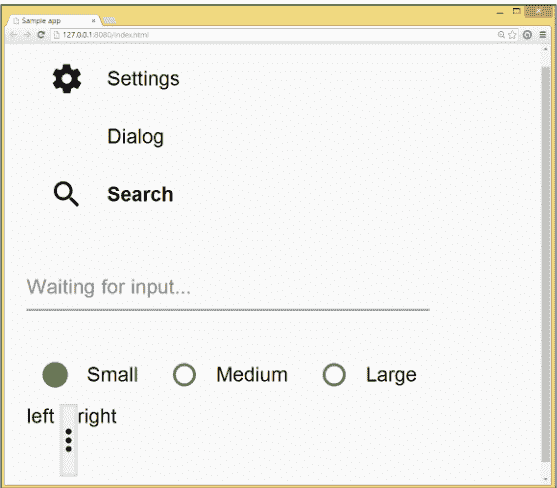 Sample app
127.0.0.1:8080/index.html
Settings
Dialog
Search
Waiting for input...
Small Medium Large
left right